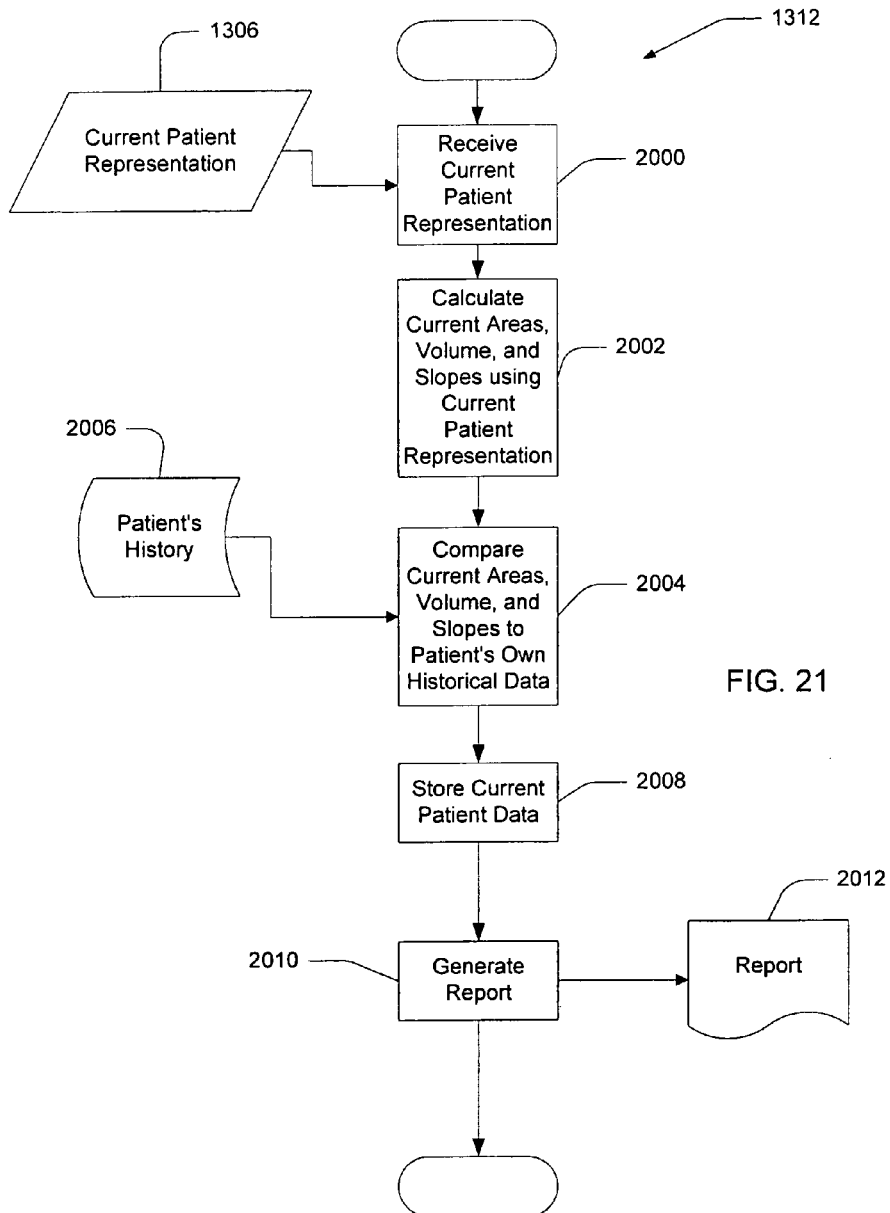 1306
1312
Current Patient
Representation
Receive
Current
Patient
Representation
2000
Calculate
Current Areas,
Volume, and
Slopes using
Current
Patient
Representation
2002
2006
Patient's
History
Compare
Current Areas,
Volume, and
Slopes to
Patient's Own
Historical Data
2004
FIG. 21
Store Current
Patient Data
2008
2010
Generate
Report
2012
Report